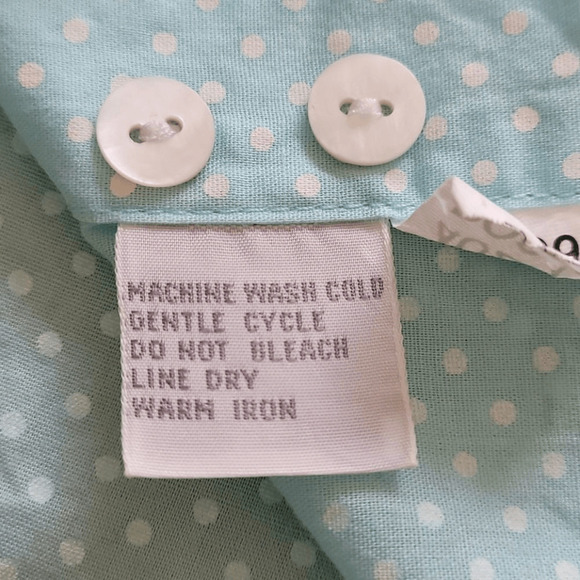 MACHINE WASH COLD
GENTLE CYCLE
DO NOT BLEACH
LINE DRY
WARM IRON